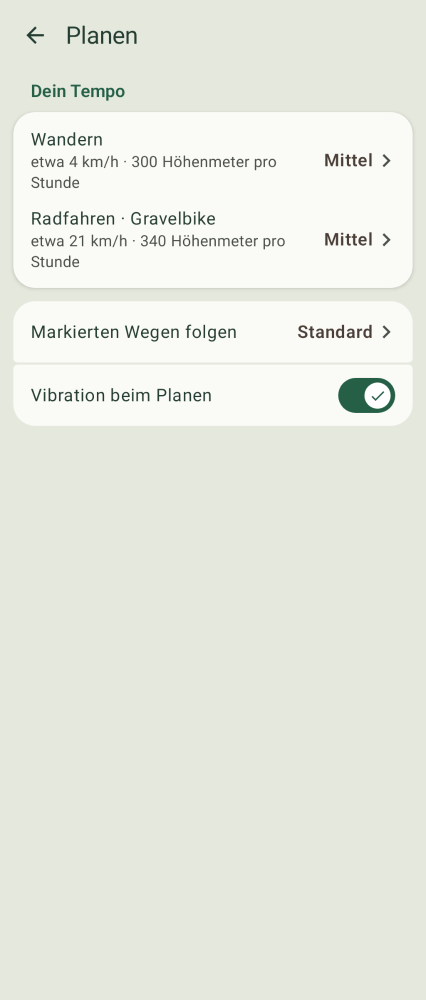 Planen
Dein Tempo
Wandern
etwa 4 km/h · 300 Höhenmeter pro
Stunde
Mittel
Radfahren · Gravelbike
etwa 21 km/h · 340 Höhenmeter pro
Stunde
Mittel
Markierten Wegen folgen
Standard
Vibration beim Planen